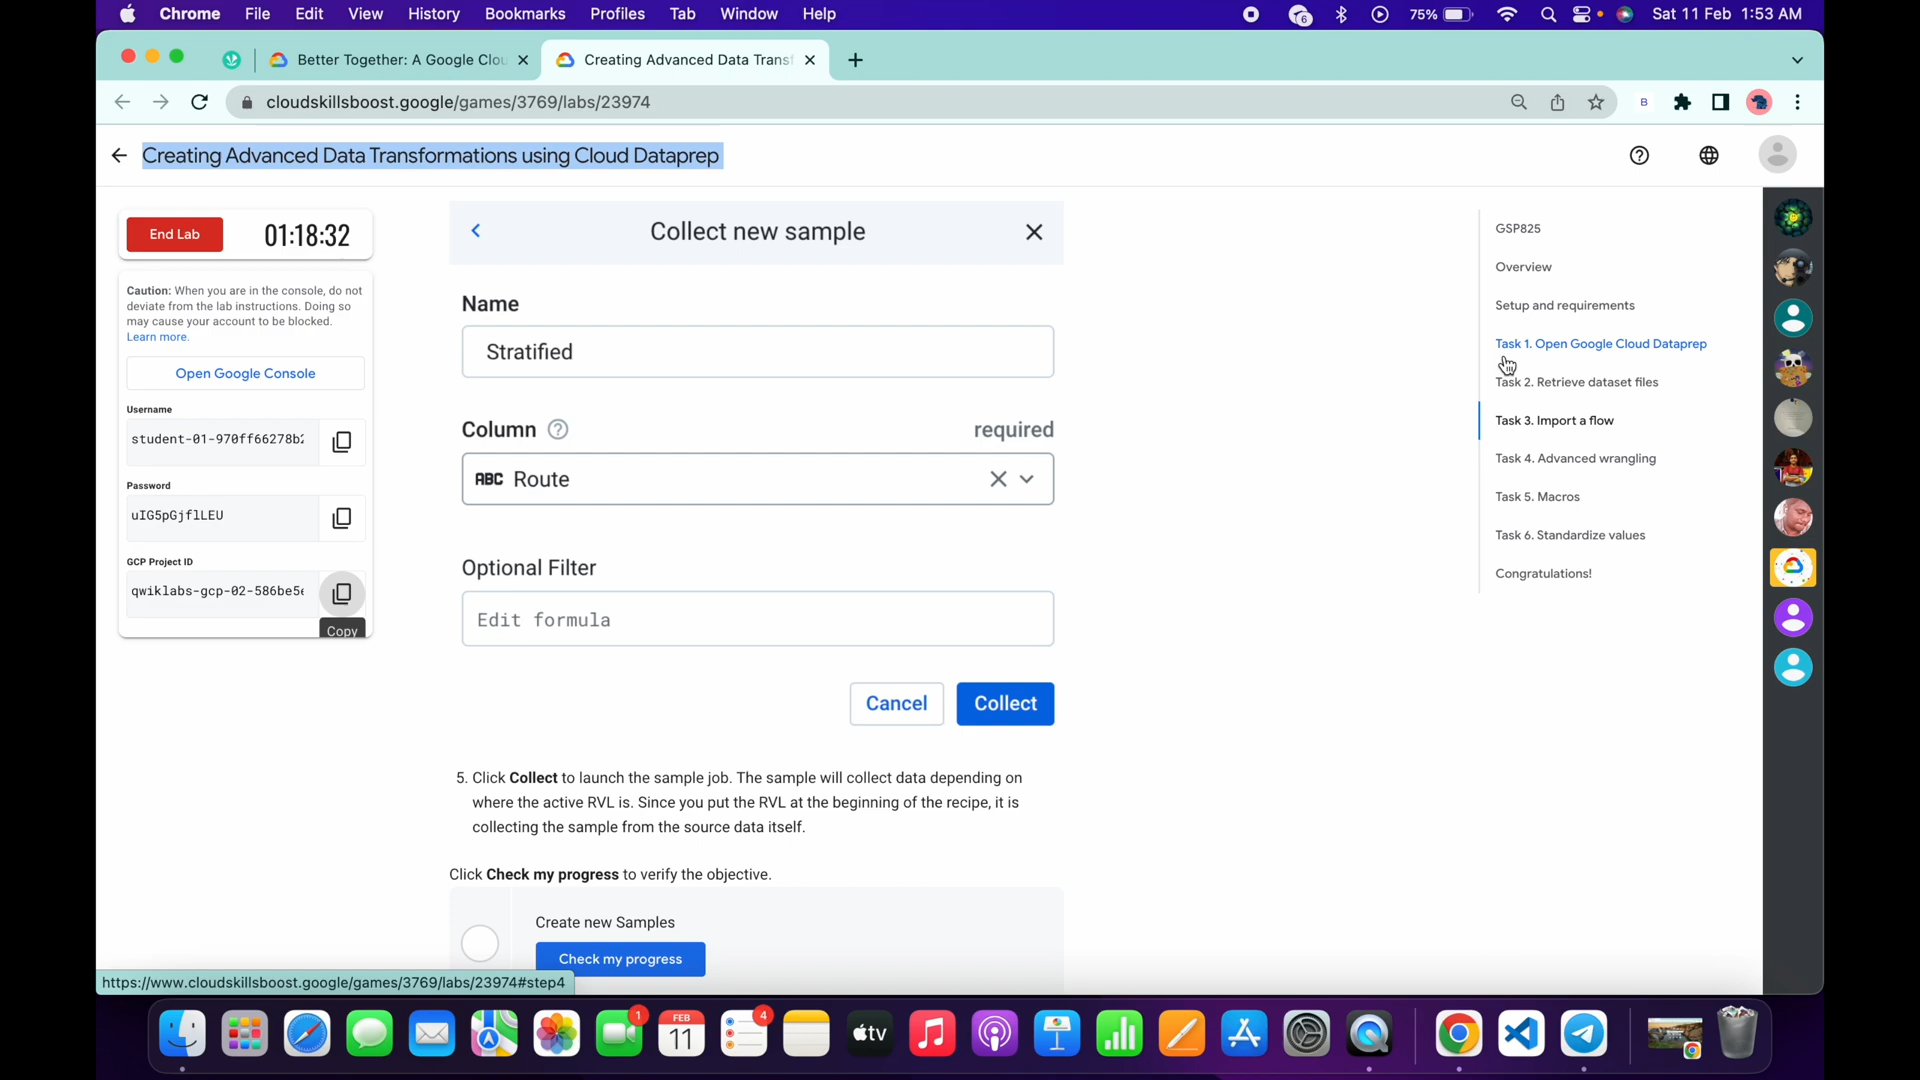 Chrome File Edit View History Bookmarks Profiles Tab Window Help
6
75%
Sat 11 Feb 1:53 AM
Better Together: A Google Clou
Creating Advanced Data Trans
cloudskillsboost.google/games/3769/labs/23974
B
Creating Advanced Data Transformations using Cloud Dataprep
End Lab
01:18:32
Caution: When you are in the console, do not
deviate from the lab instructions. Doing so
may cause your account to be blocked.
Learn more.
Open Google Console
Username
student-01-970ff66278b2
Password
uIG5pGjflLEU
GCP Project ID
qwiklabs-gcp-02-586be5e
Copy
Collect new sample
Name
Stratified
Column
required
ABC Route
Optional Filter
Edit formula
Cancel
Collect
5. Click Collect to launch the sample job. The sample will collect data depending on
where the active RVL is. Since you put the RVL at the beginning of the recipe, it is
collecting the sample from the source data itself.
Click Check my progress to verify the objective.
Create new Samples
Check my progress
GSP825
Overview
Setup and requirements
Task 1. Open Google Cloud Dataprep
Task 2. Retrieve dataset files
Task 3. Import a flow
Task 4. Advanced wrangling
Task 5. Macros
Task 6. Standardize values
Congratulations!
https://www.cloudskillsboost.google/games/3769/labs/23974#step4
1
FEB
11
4
tv